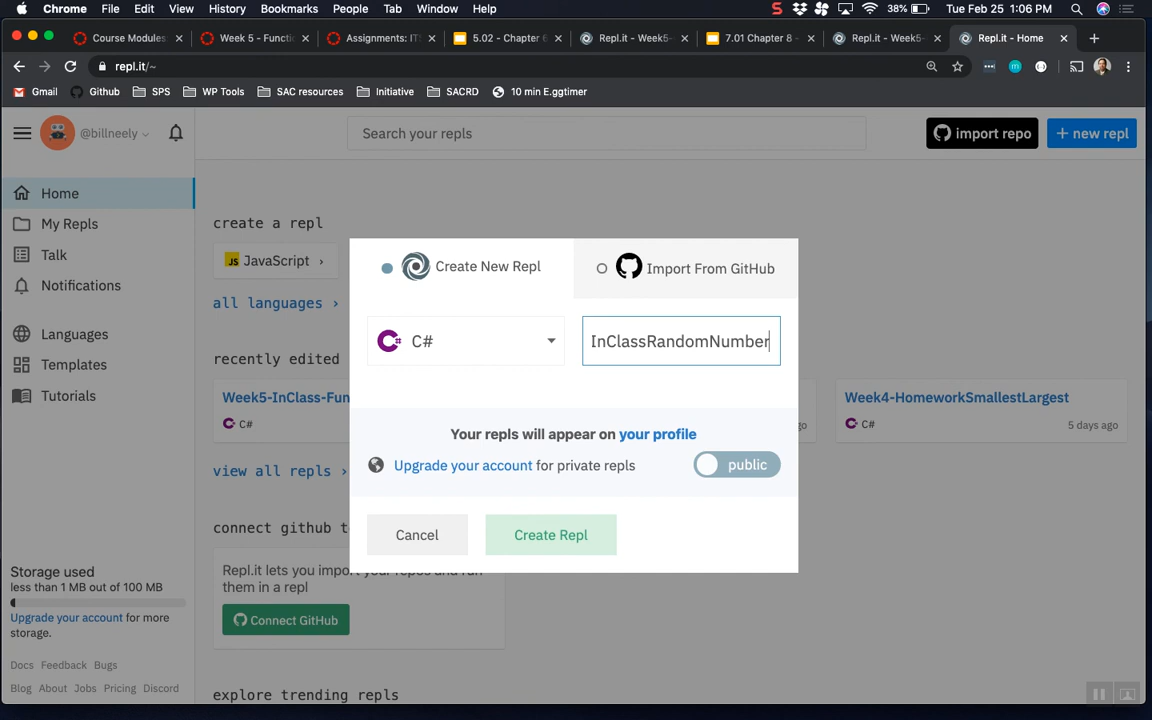 Chrome File Edit View History Bookmarks People Tab Window Help S 38% Tue Feb 25 1:06 PM
Course Modules Week 5 - Functi Assignments: IT 5.02 - Chapter 6 Repl.it - Week5- 7.01 Chapter 8 - Repl.it - Week5- Repl.it - Home
repl.it/~
Gmail Github SPS WP Tools SAC resources Initiative SACRD 10 min E.ggtimer
@billneely Search your repls import repo + new repl
Home
My Repls
Talk
Notifications
Languages
Templates
Tutorials
create a repl
JS JavaScript ›
all languages ›
recently edited
Week5-InClass-Fun
C#
go
Week4-HomeworkSmallestLargest
C# 5 days ago
view all repls ›
connect github t
Repl.it lets you import your repos and run
them in a repl
Connect GitHub
explore trending repls
Create New Repl Import From GitHub
C# InClassRandomNumber
Your repls will appear on your profile
Upgrade your account for private repls public
Cancel Create Repl
Storage used
less than 1 MB out of 100 MB
Upgrade your account for more
storage.
Docs Feedback Bugs
Blog About Jobs Pricing Discord